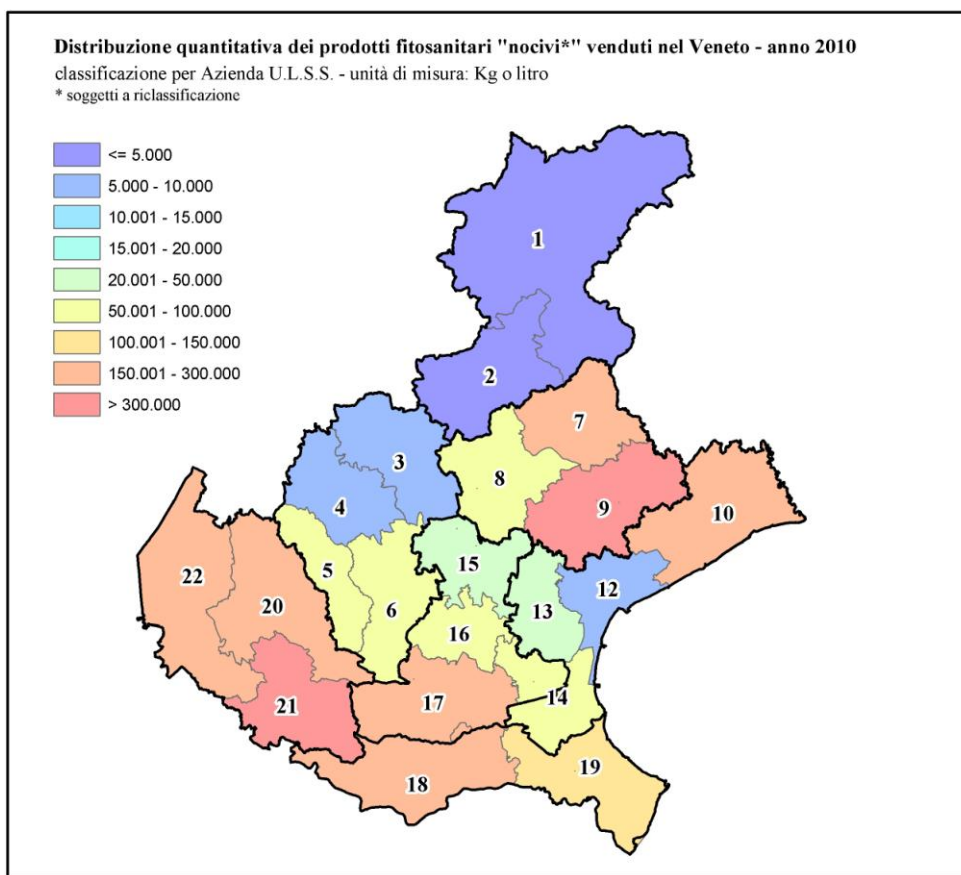 Distribuzione quantitativa dei prodotti fitosanitari "nocivi*" venduti nel Veneto - anno 2010
classificazione per Azienda U.L.S.S. - unità di misura: Kg o litro
* soggetti a riclassificazione
<= 5.000
5.000 - 10.000
10.001 - 15.000
15.001 - 20.000
20.001 - 50.000
50.001 - 100.000
100.001 - 150.000
150.001 - 300.000
> 300.000
1
2
7
3
8
4
9
10
15
5
22
12
20
6
13
16
21
17
14
19
18